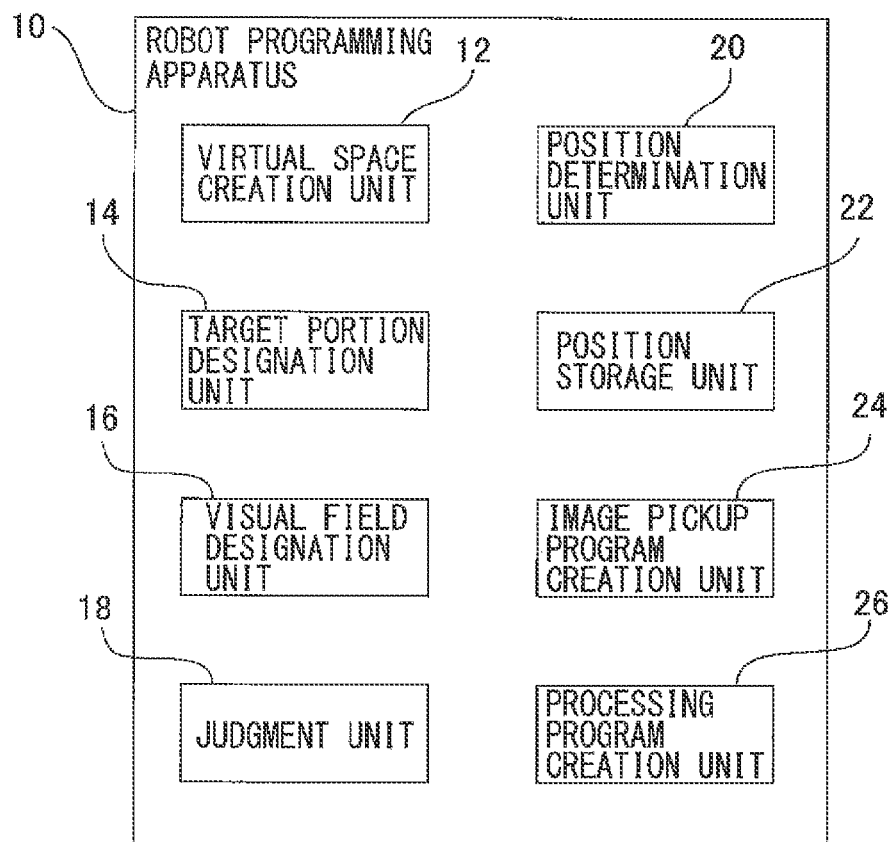 10
ROBOT PROGRAMMING
APPARATUS
12
VIRTUAL SPACE
CREATION UNIT
20
POSITION
DETERMINATION
UNIT
14
TARGET PORTION
DESIGNATION
UNIT
22
POSITION
STORAGE UNIT
16
VISUAL FIELD
DESIGNATION
UNIT
24
IMAGE PICKUP
PROGRAM
CREATION UNIT
18
JUDGMENT UNIT
26
PROCESSING
PROGRAM
CREATION UNIT